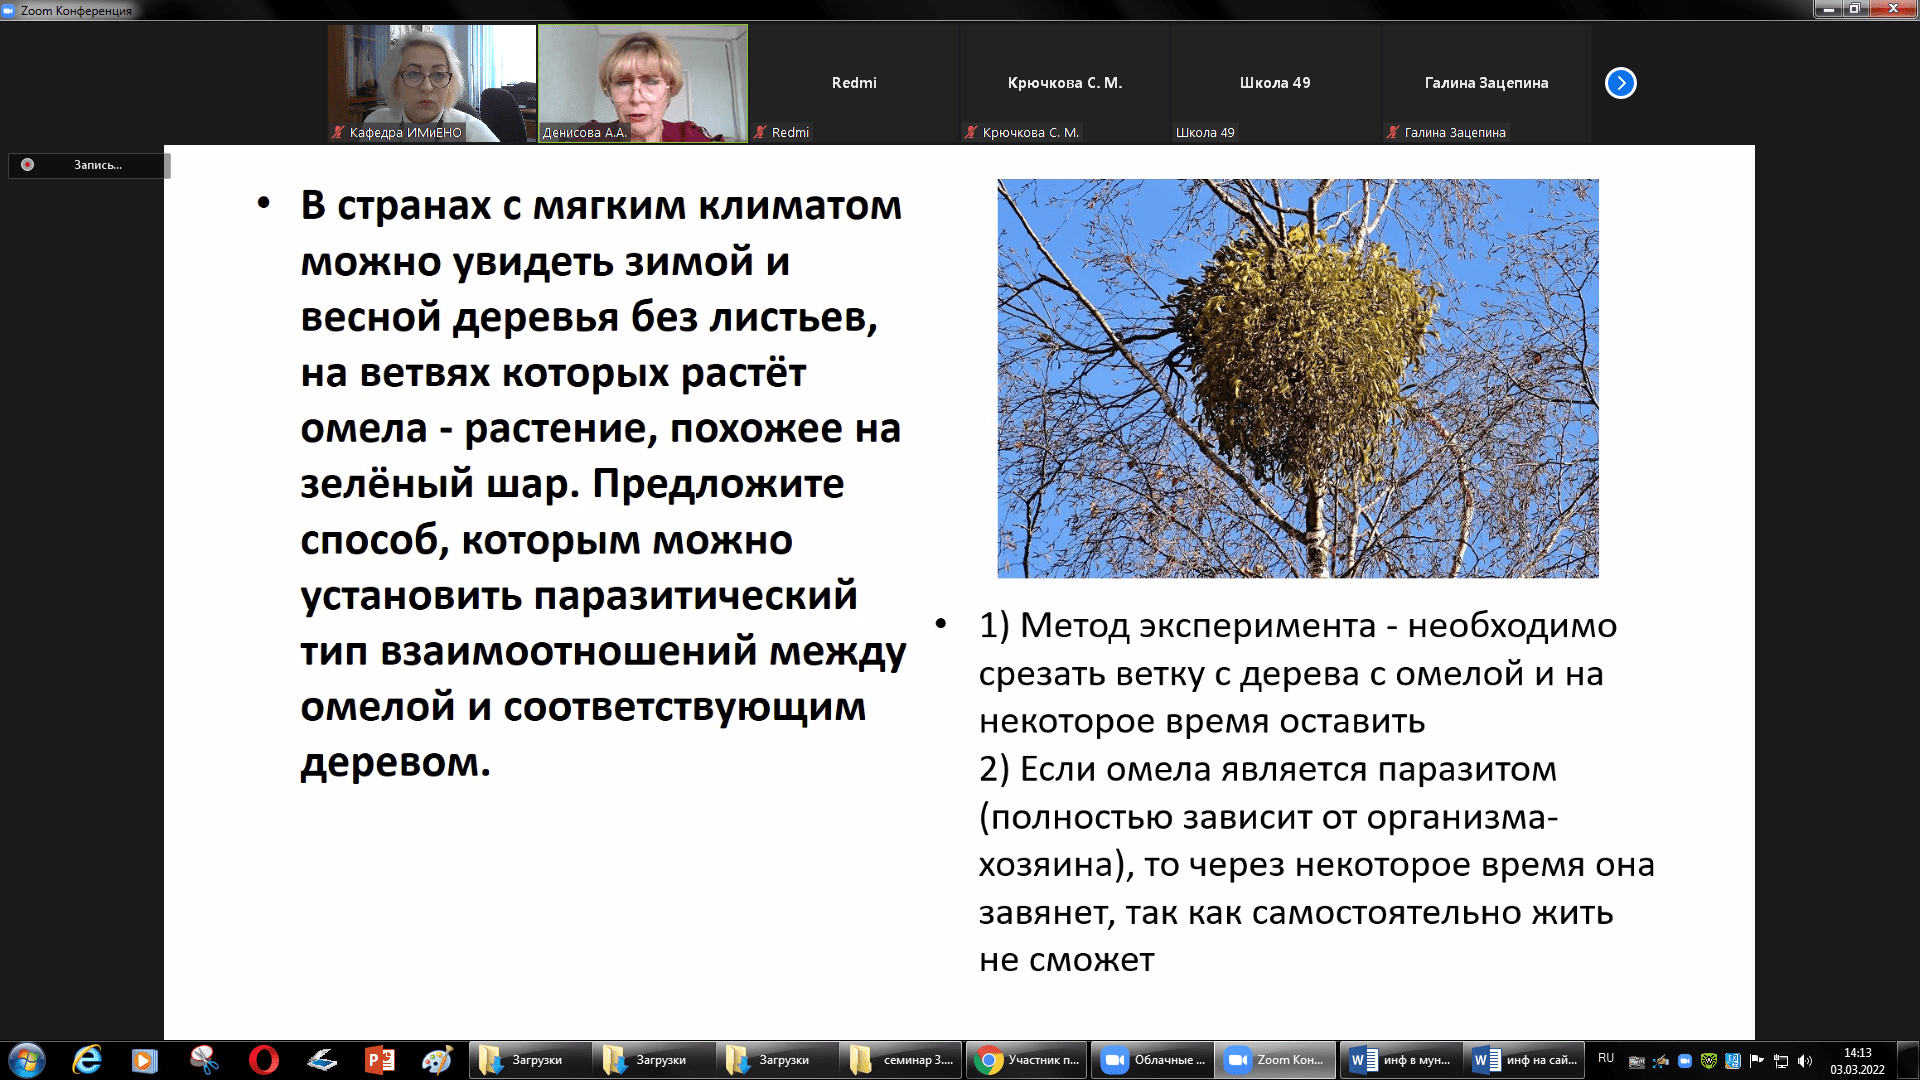 Zoom Конференция
Redmi
Крючкова С. М.
Школа 49
Галина Зацепина
Кафедра ИМиЕНО
Денисова А.А.
Redmi
Крючкова С. М.
Школа 49
Галина Зацепина
Запись...
• В странах с мягким климатом
можно увидеть зимой и
весной деревья без листьев,
на ветвях которых растёт
омела - растение, похожее на
зелёный шар. Предложите
способ, которым можно
установить паразитический
тип взаимоотношений между
омелой и соответствующим
деревом.
• 1) Метод эксперимента - необходимо
срезать ветку с дерева с омелой и на
некоторое время оставить
2) Если омела является паразитом
(полностью зависит от организма-
хозяина), то через некоторое время она
завянет, так как самостоятельно жить
не сможет
Загрузки
Загрузки
Загрузки
семинар 3....
Участник п...
Облачные ...
Zoom Кон...
инф в мун...
инф на сай...
RU
14:13
03.03.2022